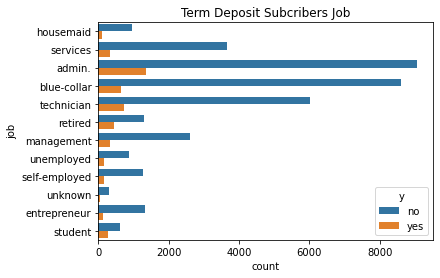 Term Deposit Subcribers Job
housemaid
services
admin.
blue-collar
technician
retired
management
unemployed
self-employed
unknown
entrepreneur
student
job
y
no
yes
0 2000 4000 6000 8000
count